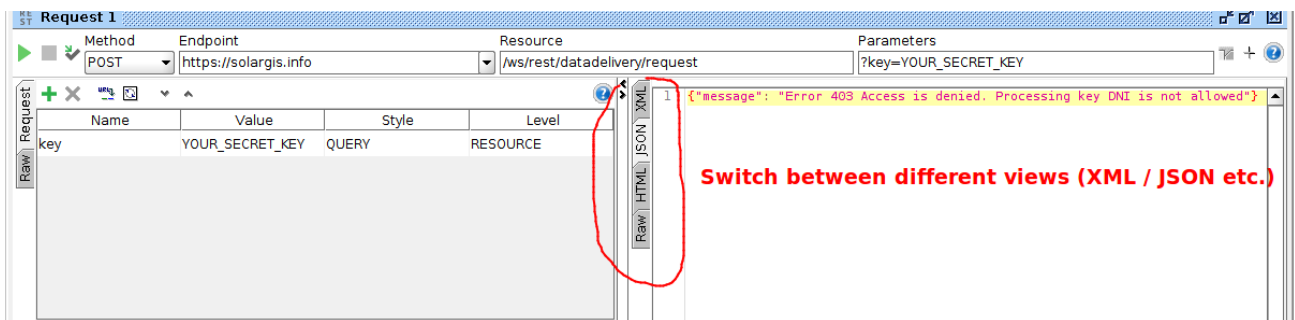 REST Request 1
Method Endpoint Resource Parameters
POST https://solargis.info /ws/rest/datadelivery/request ?key=YOUR_SECRET_KEY
Request
Raw
Name Value Style Level
key YOUR_SECRET_KEY QUERY RESOURCE
XML
JSON
HTML
Raw
1 {"message": "Error 403 Access is denied. Processing key DNI is not allowed"}
Switch between different views (XML / JSON etc.)